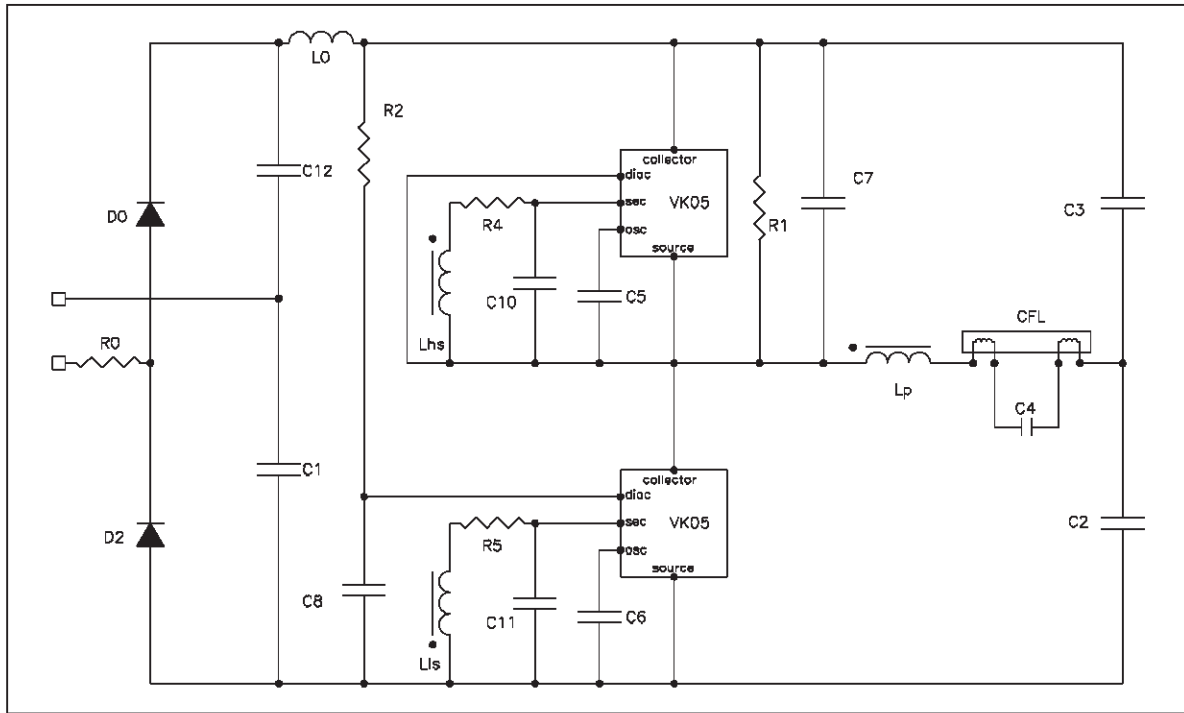 L0
R2
collector
diac
C12
sec
VK05
C7
R4
D0
osc
R1
C3
source
C10
C5
CFL
R0
Lhs
Lp
C4
collector
C1
diac
sec
VK05
C2
D2
R5
osc
source
C8
C11
C6
Lls